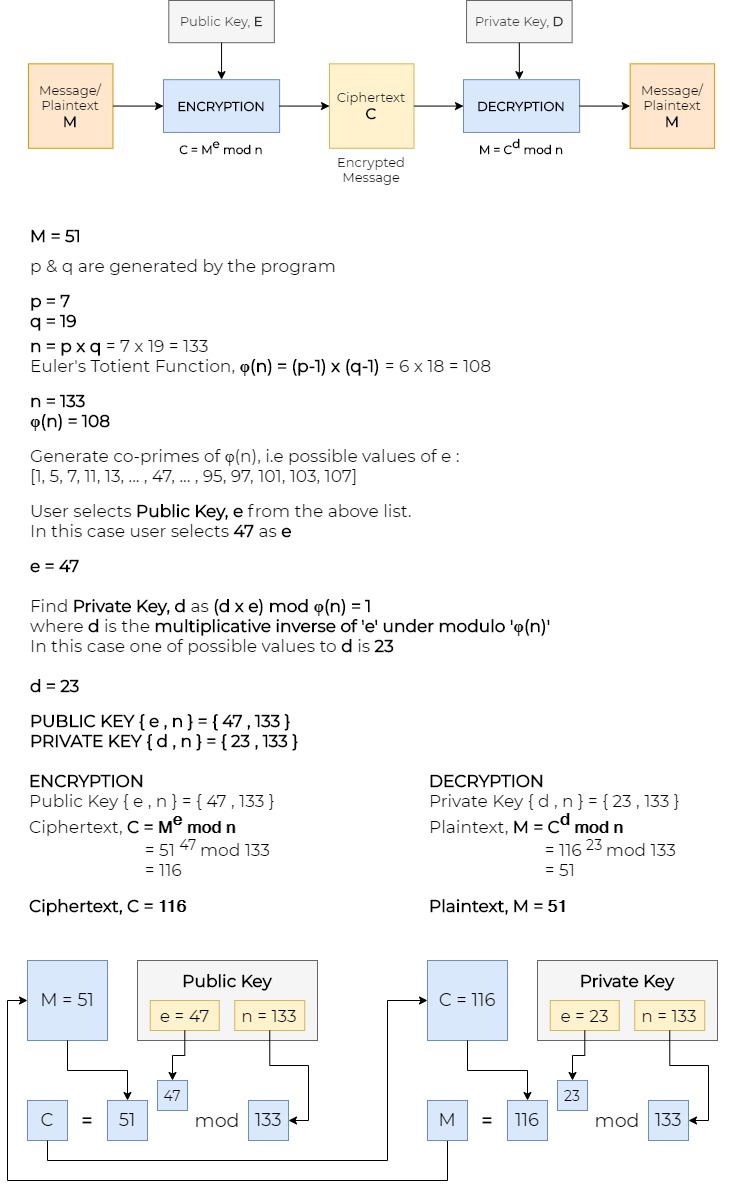 Public Key, E
Private Key, D
Message/
Plaintext
M
ENCRYPTION
Ciphertext
C
DECRYPTION
Message/
Plaintext
M
C = Mᵉ mod n
M = Cᵈ mod n
Encrypted
Message
M = 51
p & q are generated by the program
p = 7
q = 19
n = p x q = 7 x 19 = 133
Euler's Totient Function, φ(n) = (p-1) x (q-1) = 6 x 18 = 108
n = 133
φ(n) = 108
Generate co-primes of φ(n), i.e possible values of e :
[1, 5, 7, 11, 13, ... , 47, ... , 95, 97, 101, 103, 107]
User selects Public Key, e from the above list.
In this case user selects 47 as e
e = 47
Find Private Key, d as (d x e) mod φ(n) = 1
where d is the multiplicative inverse of 'e' under modulo 'φ(n)'
In this case one of possible values to d is 23
d = 23
PUBLIC KEY { e , n } = { 47 , 133 }
PRIVATE KEY { d , n } = { 23 , 133 }
ENCRYPTION
Public Key { e , n } = { 47 , 133 }
Ciphertext, C = Mᵉ mod n
= 51 ⁴⁷ mod 133
= 116
Ciphertext, C = 116
DECRYPTION
Private Key { d , n } = { 23 , 133 }
Plaintext, M = Cᵈ mod n
= 116 ²³ mod 133
= 51
Plaintext, M = 51
M = 51
Public Key
e = 47
n = 133
47
C = 51 mod 133
C = 116
Private Key
e = 23
n = 133
23
M = 116 mod 133